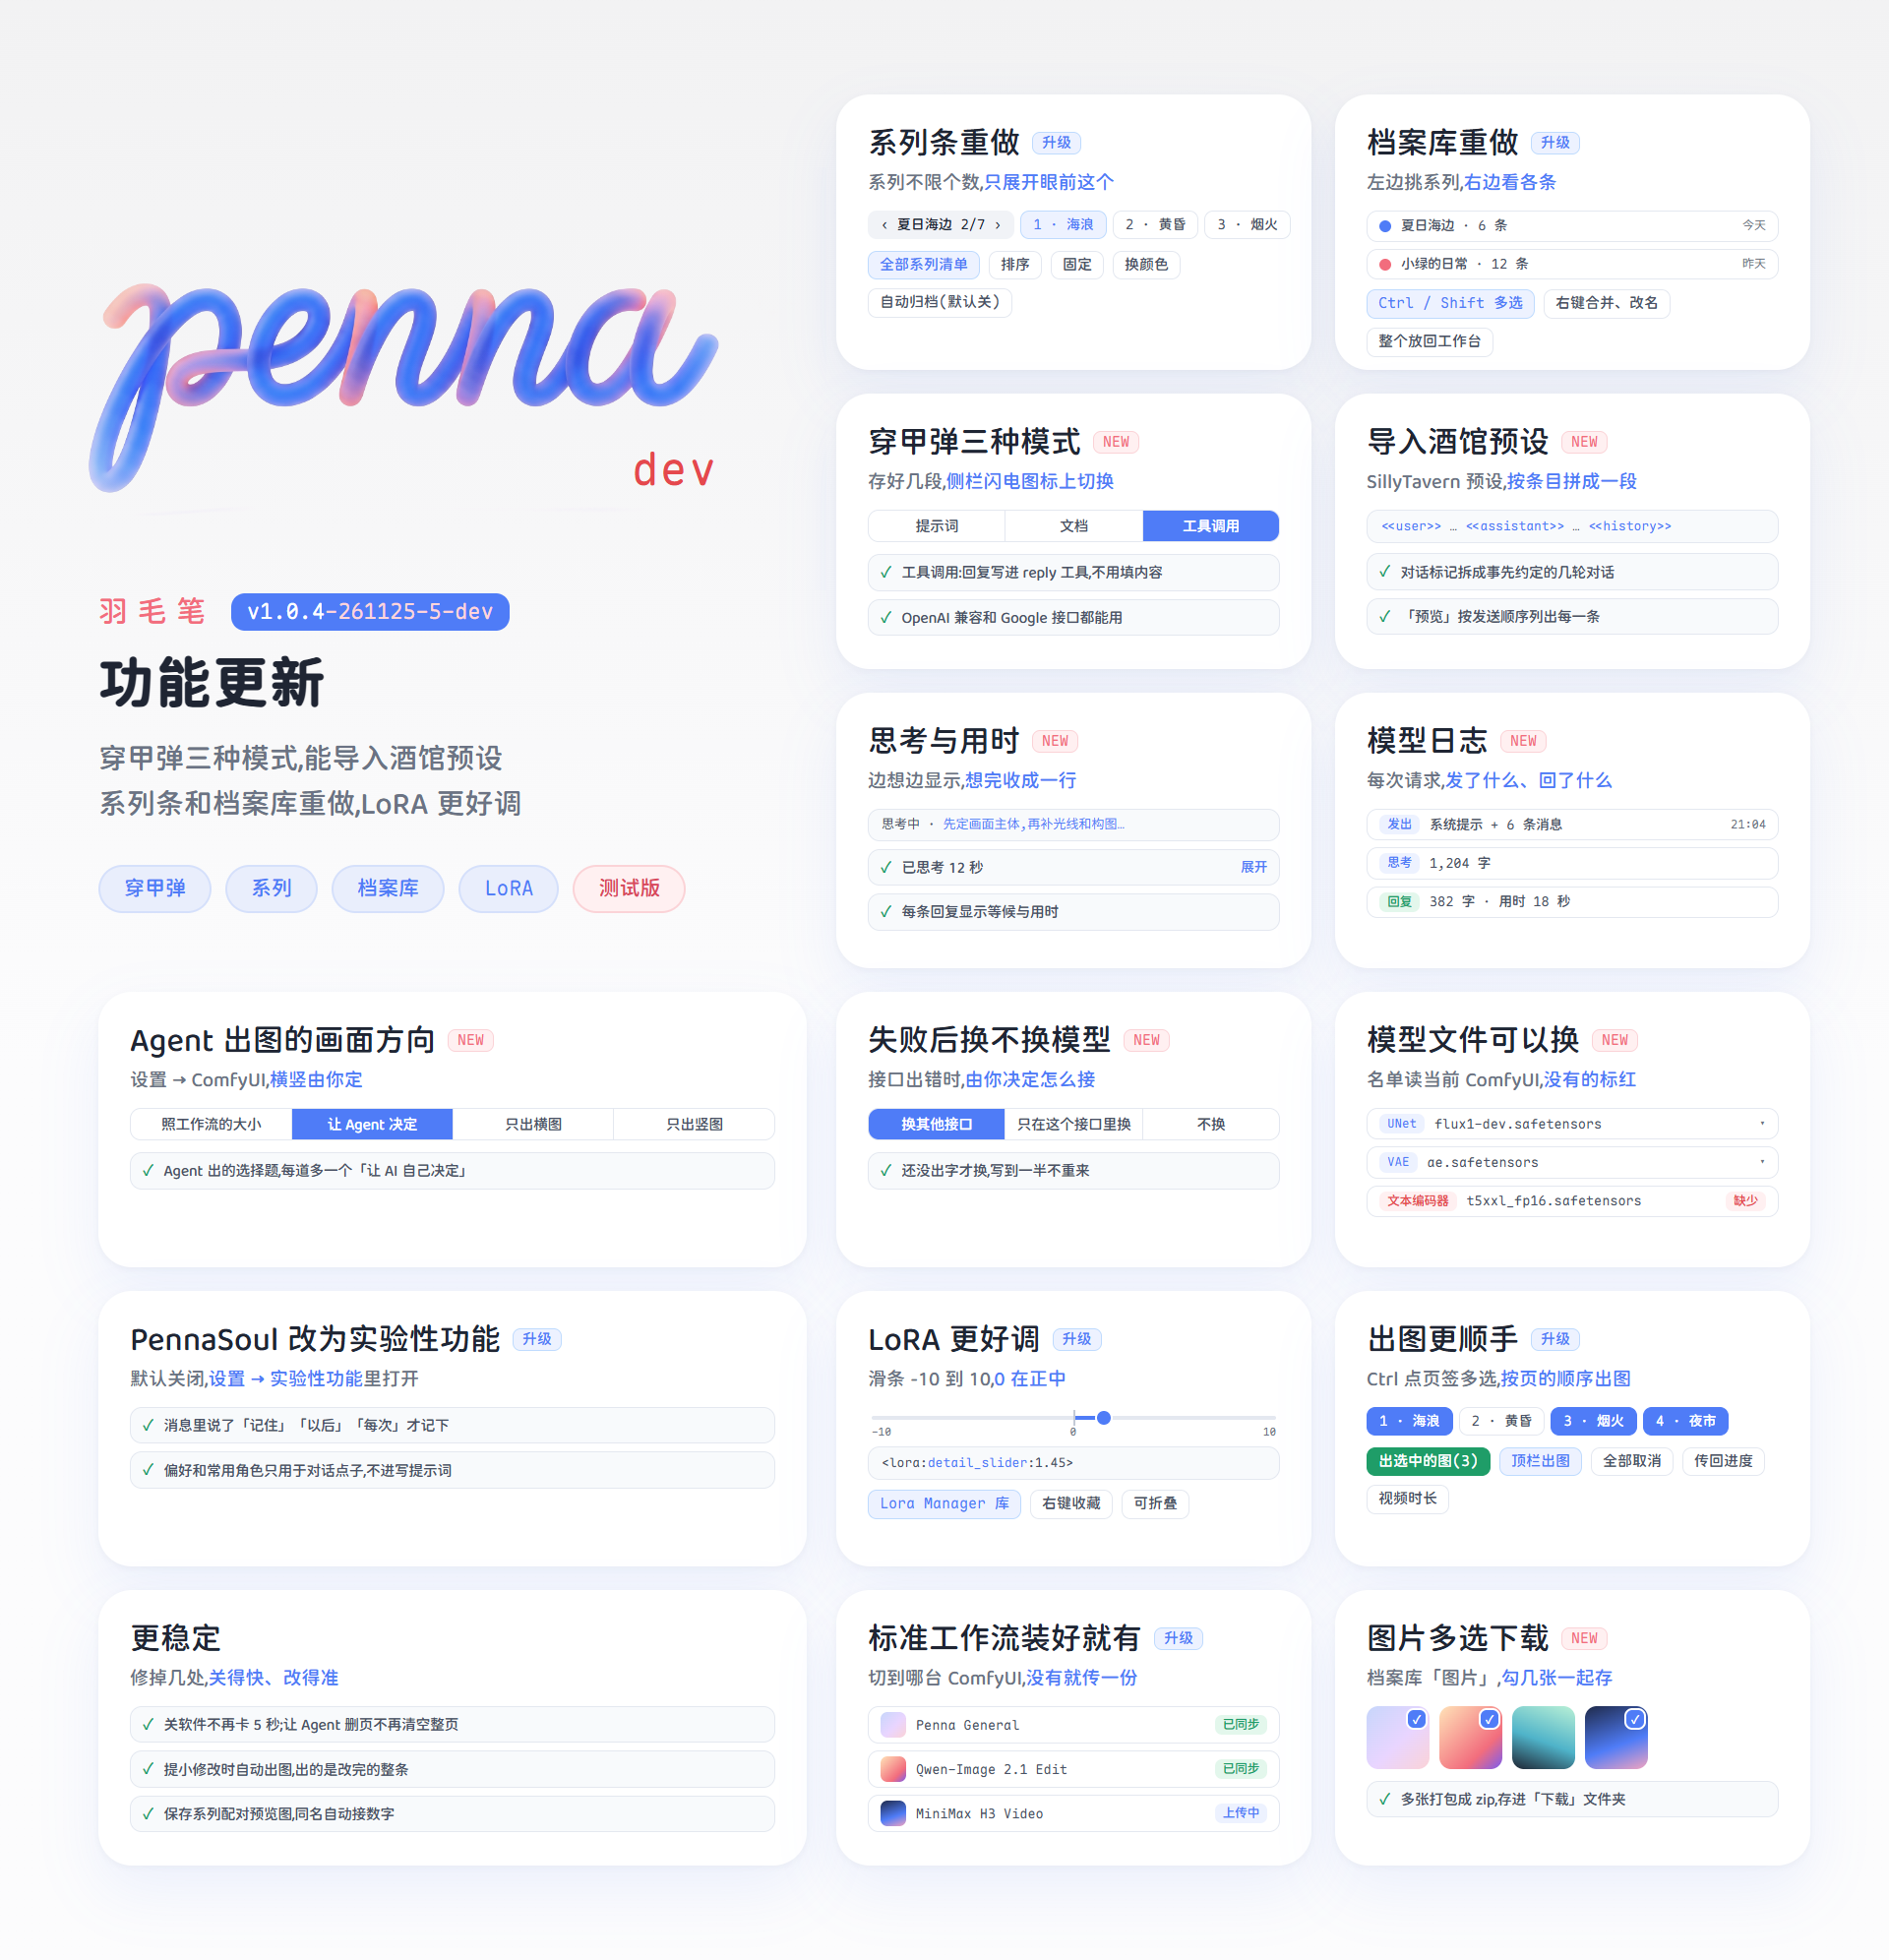 penna
dev
羽毛笔 v1.0.4-261125-5-dev
功能更新
穿甲弹三种模式,能导入酒馆预设
系列条和档案库重做,LoRA 更好调
穿甲弹 系列 档案库 LoRA 测试版
系列条重做 升级
系列不限个数,只展开眼前这个
‹ 夏日海边 2/7 › 1 · 海浪 2 · 黄昏 3 · 烟火
全部系列清单 排序 固定 换颜色
自动归档(默认关)
档案库重做 升级
左边挑系列,右边看各条
夏日海边 · 6 条 今天
小绿的日常 · 12 条 昨天
Ctrl / Shift 多选 右键合并、改名
整个放回工作台
穿甲弹三种模式 NEW
存好几段,侧栏闪电图标上切换
提示词 文档 工具调用
✓ 工具调用:回复写进 reply 工具,不用填内容
✓ OpenAI 兼容和 Google 接口都能用
导入酒馆预设 NEW
SillyTavern 预设,按条目拼成一段
<<user>> … <<assistant>> … <<history>>
✓ 对话标记拆成事先约定的几轮对话
✓ 「预览」按发送顺序列出每一条
思考与用时 NEW
边想边显示,想完收成一行
思考中 · 先定画面主体,再补光线和构图…
✓ 已思考 12 秒 展开
✓ 每条回复显示等候与用时
模型日志 NEW
每次请求,发了什么、回了什么
发出 系统提示 + 6 条消息 21:04
思考 1,204 字
回复 382 字 · 用时 18 秒
Agent 出图的画面方向 NEW
设置 → ComfyUI,横竖由你定
照工作流的大小 让 Agent 决定 只出横图 只出竖图
✓ Agent 出的选择题,每道多一个「让 AI 自己决定」
失败后换不换模型 NEW
接口出错时,由你决定怎么接
换其他接口 只在这个接口里换 不换
✓ 还没出字才换,写到一半不重来
模型文件可以换 NEW
名单读当前 ComfyUI,没有的标红
UNet flux1-dev.safetensors
VAE ae.safetensors
文本编码器 t5xxl_fp16.safetensors 缺少
PennaSoul 改为实验性功能 升级
默认关闭,设置 → 实验性功能里打开
✓ 消息里说了「记住」「以后」「每次」才记下
✓ 偏好和常用角色只用于对话点子,不进写提示词
LoRA 更好调 升级
滑条 -10 到 10,0 在正中
-10 0 10
<lora:detail_slider:1.45>
Lora Manager 库 右键收藏 可折叠
出图更顺手 升级
Ctrl 点页签多选,按页的顺序出图
1 · 海浪 2 · 黄昏 3 · 烟火 4 · 夜市
出选中的图(3) 顶栏出图 全部取消 传回进度
视频时长
更稳定
修掉几处,关得快、改得准
✓ 关软件不再卡 5 秒;让 Agent 删页不再清空整页
✓ 提小修改时自动出图,出的是改完的整条
✓ 保存系列配对预览图,同名自动接数字
标准工作流装好就有 升级
切到哪台 ComfyUI,没有就传一份
Penna General 已同步
Qwen-Image 2.1 Edit 已同步
MiniMax H3 Video 上传中
图片多选下载 NEW
档案库「图片」,勾几张一起存
✓ 多张打包成 zip,存进「下载」文件夹